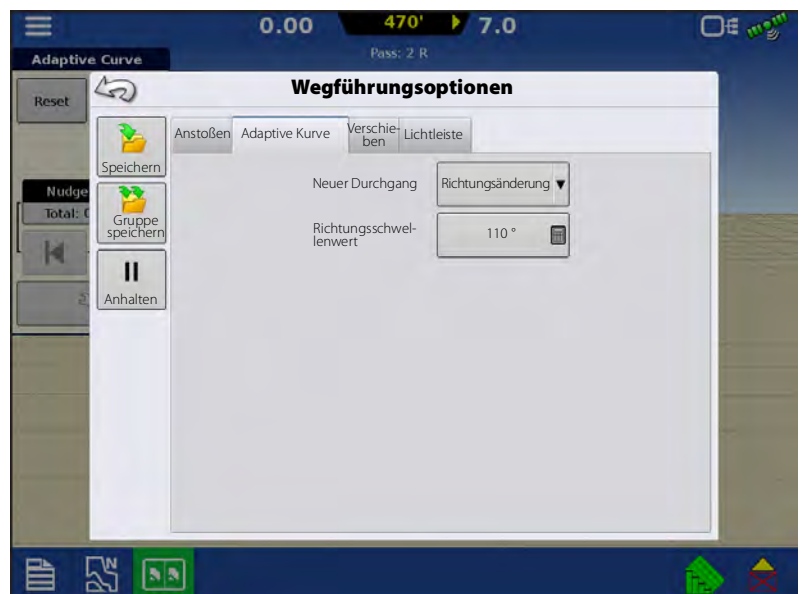 0.00 470' 7.0
Pass: 2 R
Adaptive Curve
Wegführungsoptionen
Reset
Anstoßen Adaptive Kurve Verschie-
ben Lichtleiste
Speichern
Neuer Durchgang Richtungsänderung
Nudge
Total:
Gruppe
speichern
Richtungsschwel-
lenwert
110 °
Anhalten
N